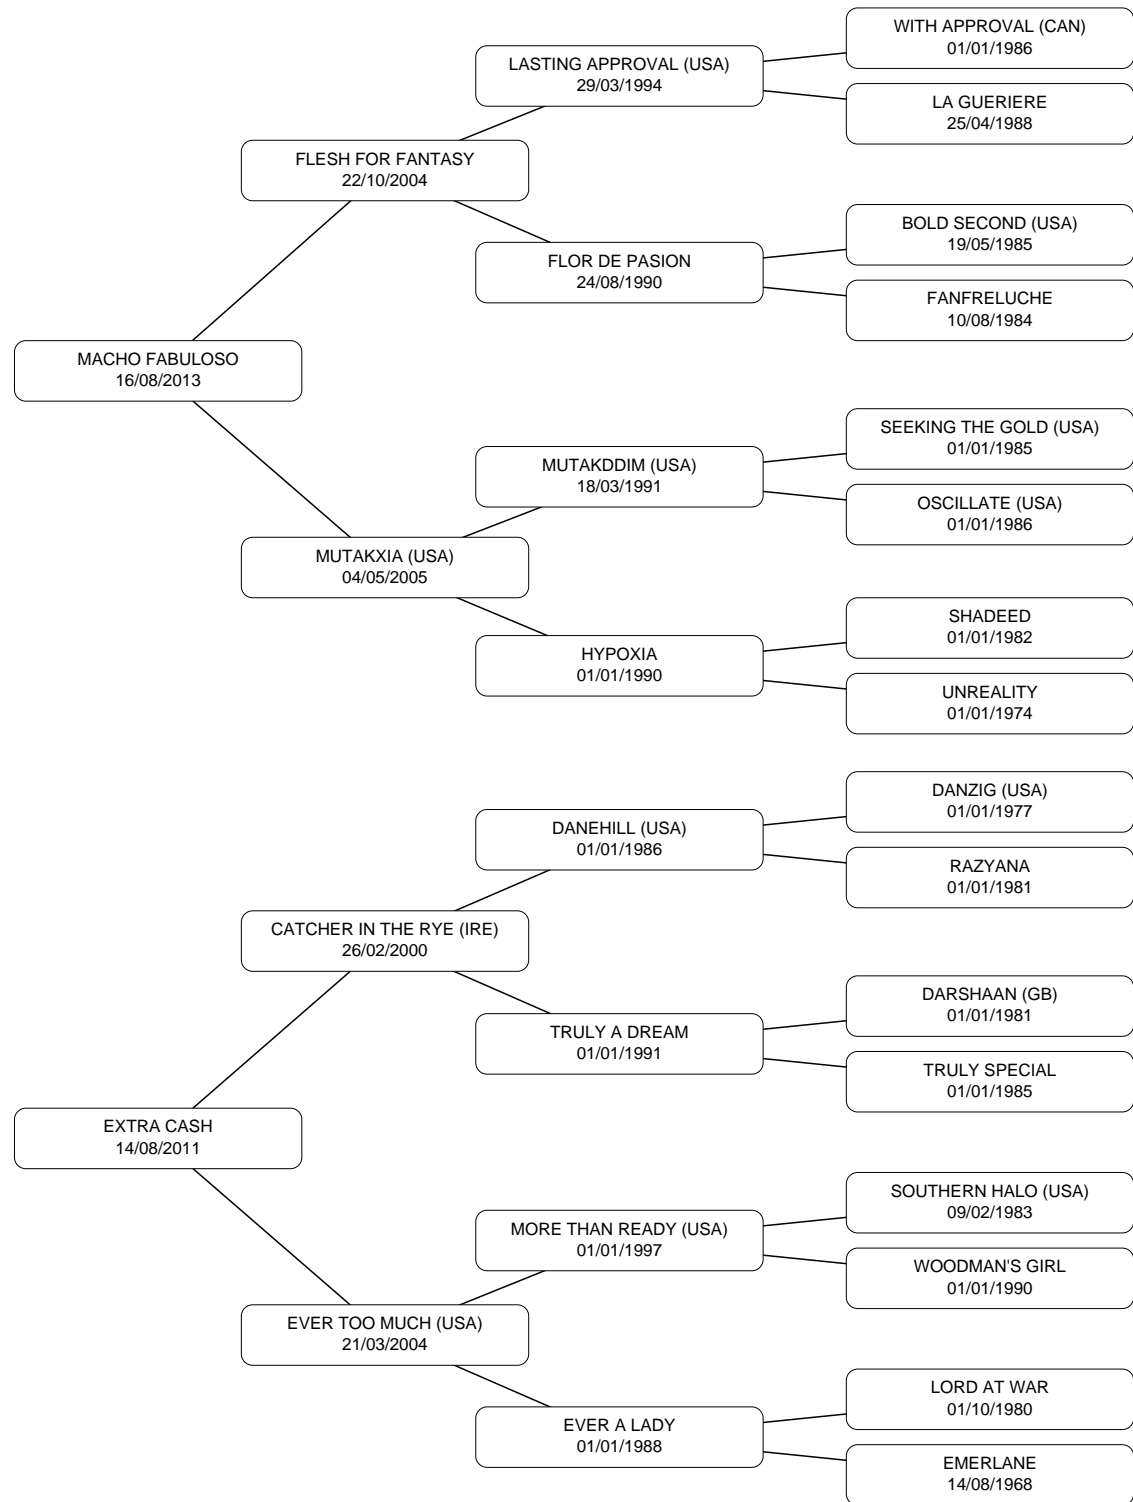 WITH APPROVAL (CAN)
01/01/1986
LASTING APPROVAL (USA)
29/03/1994
LA GUERIERE
25/04/1988
FLESH FOR FANTASY
22/10/2004
BOLD SECOND (USA)
19/05/1985
FLOR DE PASION
24/08/1990
FANFRELUCHE
10/08/1984
MACHO FABULOSO
16/08/2013
SEEKING THE GOLD (USA)
01/01/1985
MUTAKDDIM (USA)
18/03/1991
OSCILLATE (USA)
01/01/1986
MUTAKXIA (USA)
04/05/2005
SHADEED
01/01/1982
HYPOXIA
01/01/1990
UNREALITY
01/01/1974
DANZIG (USA)
01/01/1977
DANEHILL (USA)
01/01/1986
RAZYANA
01/01/1981
CATCHER IN THE RYE (IRE)
26/02/2000
DARSHAAN (GB)
01/01/1981
TRULY A DREAM
01/01/1991
TRULY SPECIAL
01/01/1985
EXTRA CASH
14/08/2011
SOUTHERN HALO (USA)
09/02/1983
MORE THAN READY (USA)
01/01/1997
WOODMAN'S GIRL
01/01/1990
EVER TOO MUCH (USA)
21/03/2004
LORD AT WAR
01/10/1980
EVER A LADY
01/01/1988
EMERLANE
14/08/1968